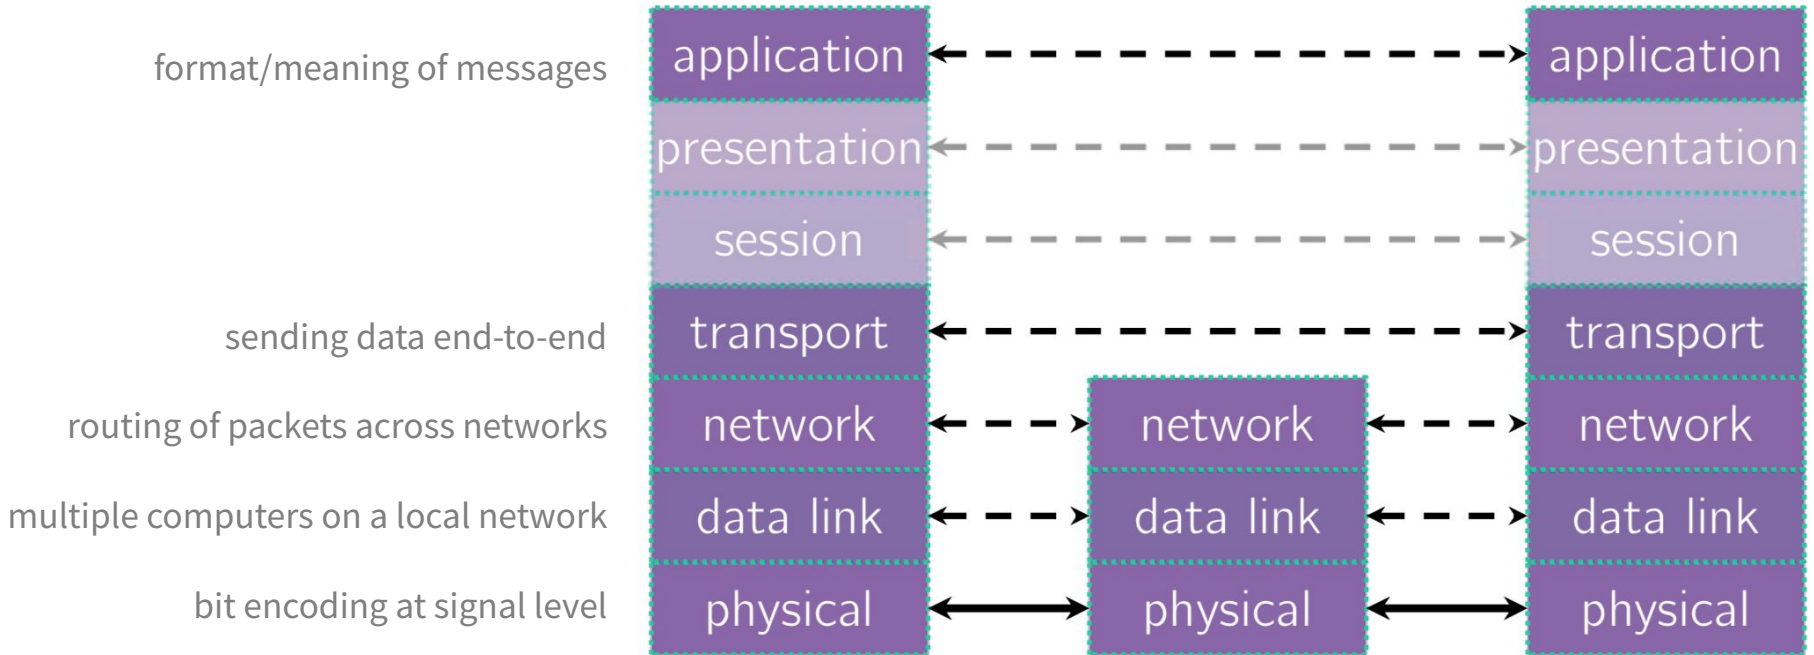 format/meaning of messages
application
application
presentation
presentation
session
session
sending data end-to-end
transport
transport
routing of packets across networks
network
network
network
multiple computers on a local network
data link
data link
data link
bit encoding at signal level
physical
physical
physical